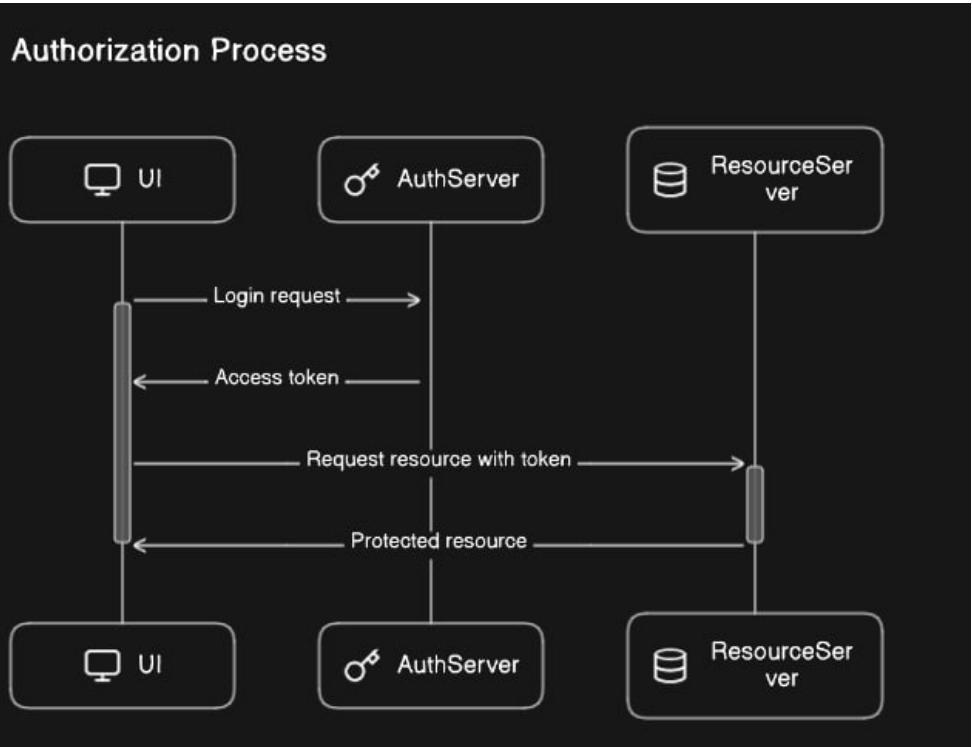 Authorization Process
UI
AuthServer
ResourceSer
ver
Login request
Access token
Request resource with token
Protected resource
UI
AuthServer
ResourceSer
ver